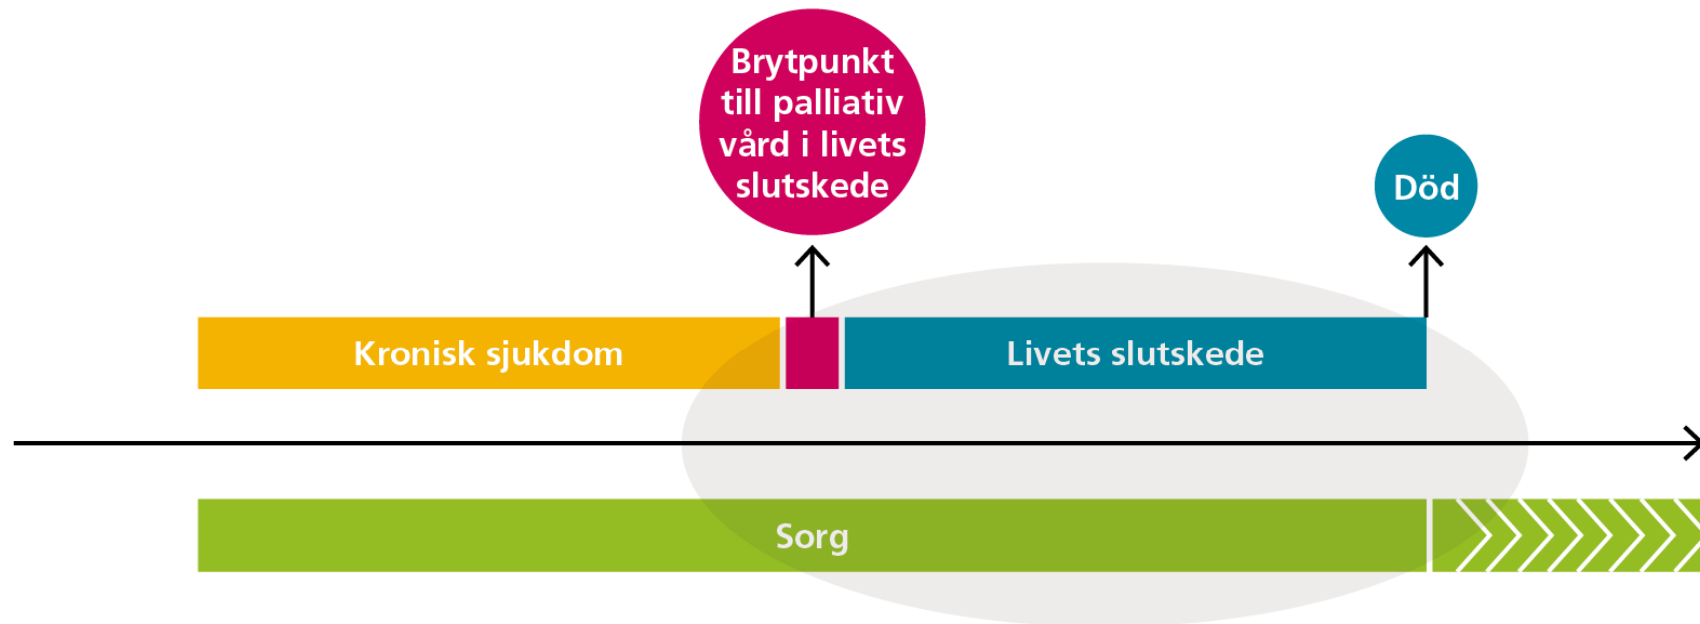 Brytpunkt
till palliativ
vård i livets
slutskede
Död
Kronisk sjukdom
Livets slutskede
Sorg